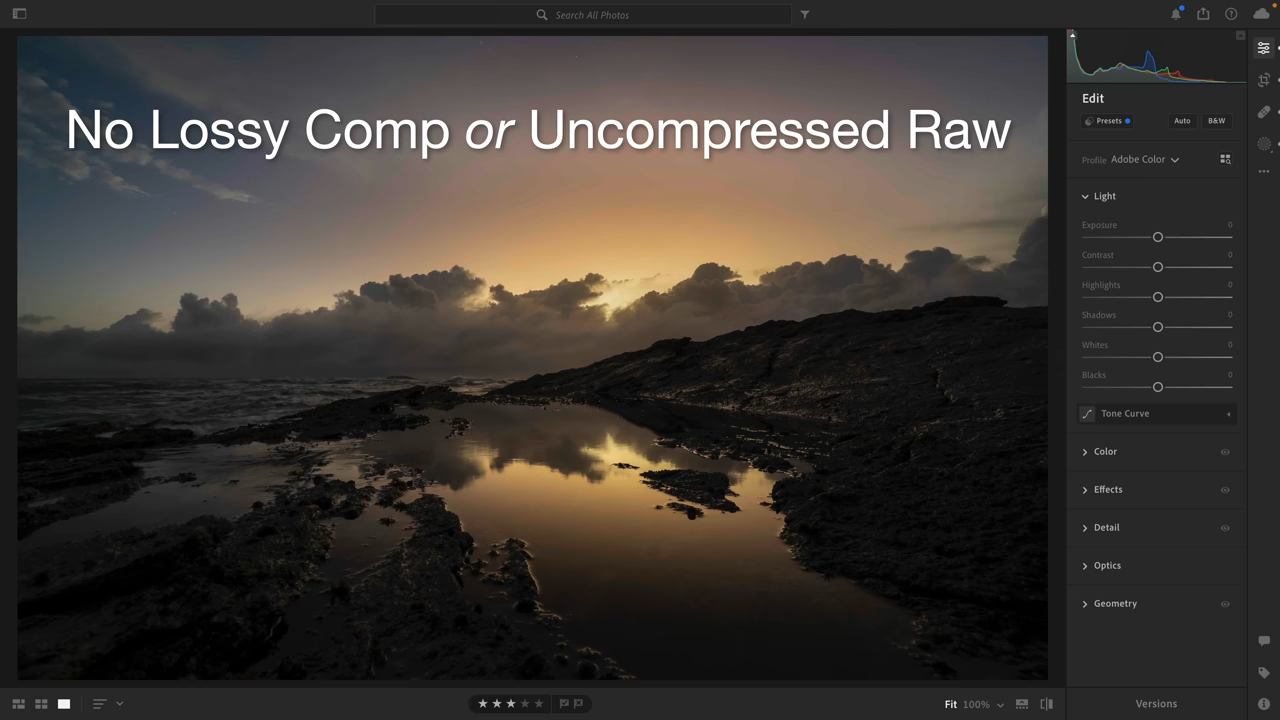 Search All Photos
No Lossy Comp or Uncompressed Raw
Edit
Presets
Auto
B&W
Profile Adobe Color
Light
Exposure 0
Contrast 0
Highlights 0
Shadows 0
Whites 0
Blacks 0
Tone Curve
Color
Effects
Detail
Optics
Geometry
Fit 100%
Versions